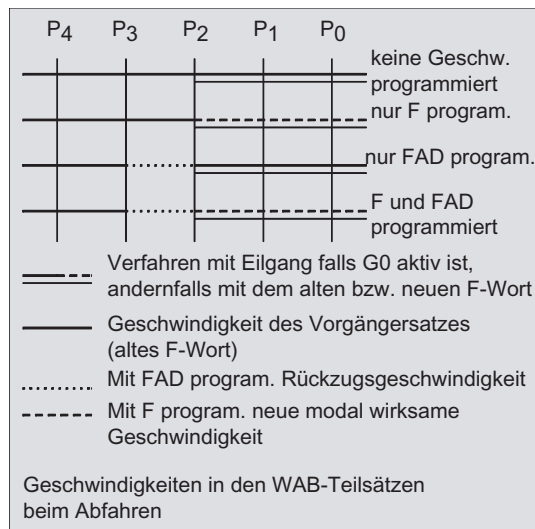 P4 P3 P2 P1 P0
keine Geschw.
programmiert
nur F program.
nur FAD program.
F und FAD
programmiert
Verfahren mit Eilgang falls G0 aktiv ist,
andernfalls mit dem alten bzw. neuen F-Wort
Geschwindigkeit des Vorgängersatzes
(altes F-Wort)
Mit FAD program. Rückzugsgeschwindigkeit
Mit F program. neue modal wirksame
Geschwindigkeit
Geschwindigkeiten in den WAB-Teilsätzen
beim Abfahren